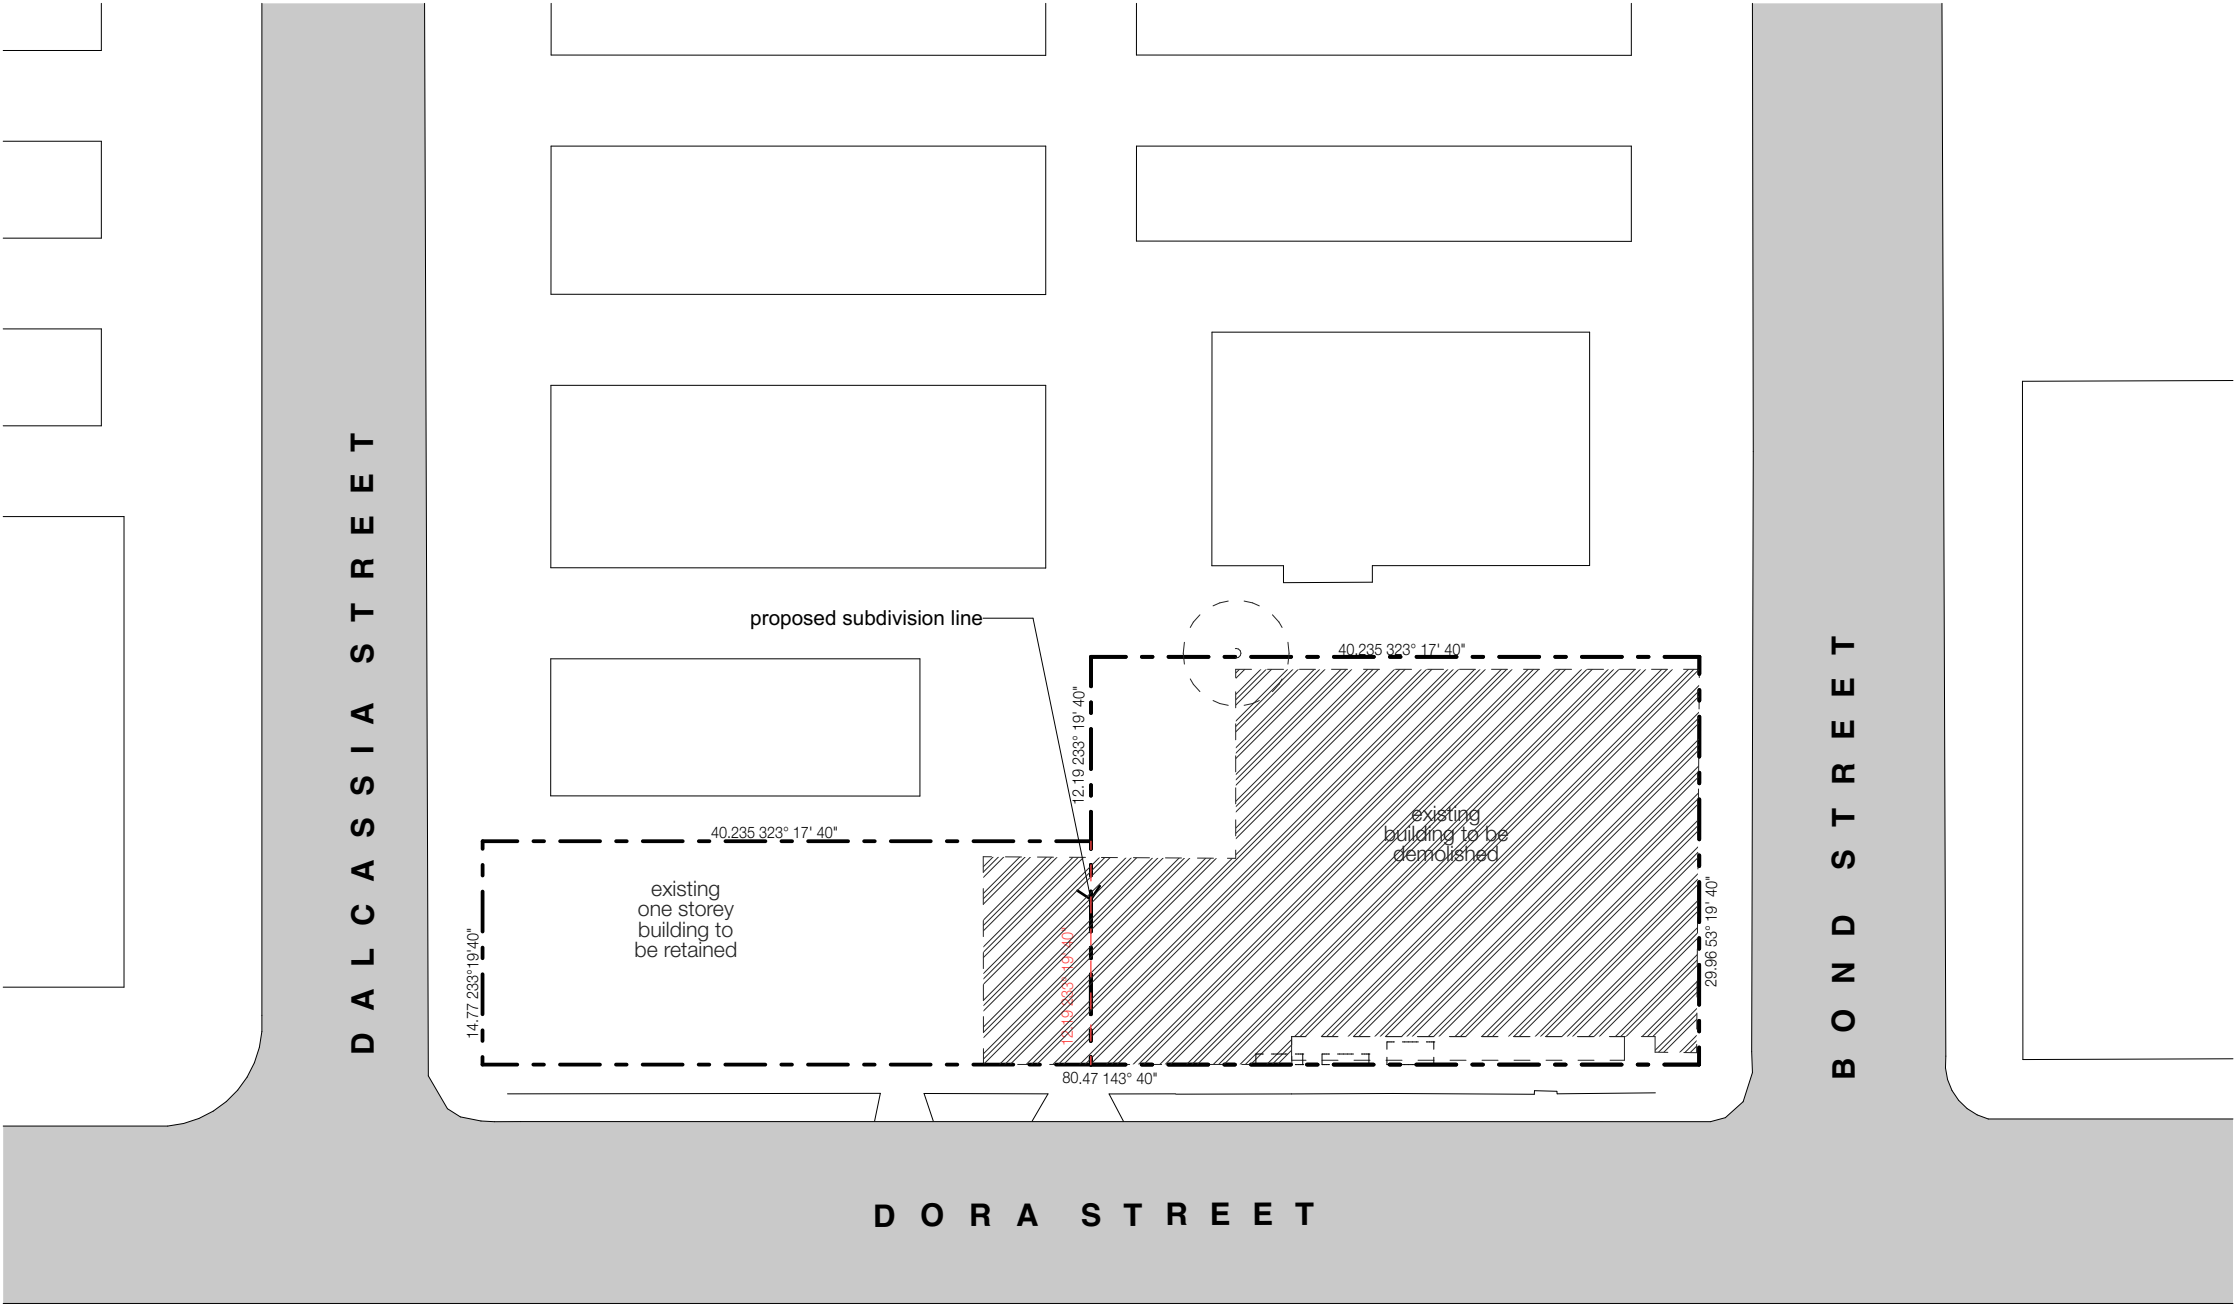 proposed subdivision line
40.235 323° 17' 40"
12.19 233° 19' 40"
40.235 323° 17' 40"
existing
building to be
demolished
existing
one storey
building to
be retained
14.77 233°19'40"
12.19 233° 19' 40"
29.96 53° 19' 40"
80.47 143° 40"
DALCASSIA STREET
BOND STREET
DORA STREET